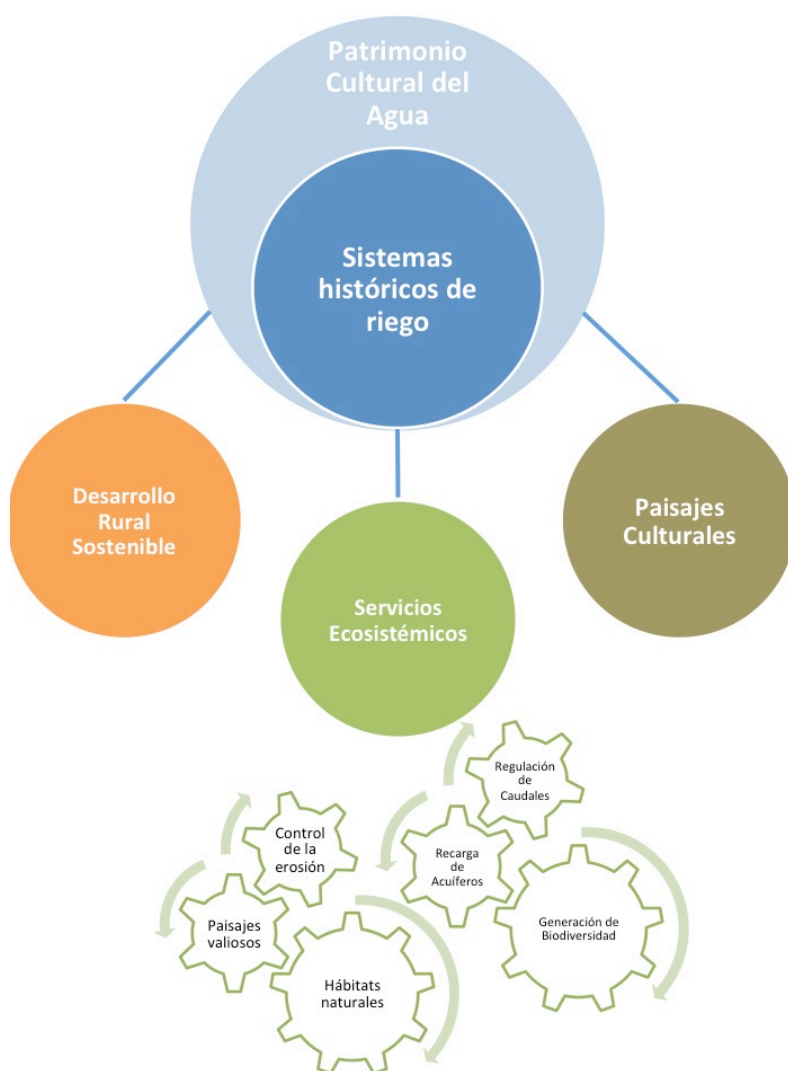 Patrimonio
Cultural del
Agua
Sistemas
históricos de
riego
Desarrollo
Rural
Sostenible
Servicios
Ecosistémicos
Paisajes
Culturales
Regulación
de
Caudales
Control
de la
erosión
Recarga
de
Acuíferos
Paisajes
valiosos
Generación de
Biodiversidad
Hábitats
naturales